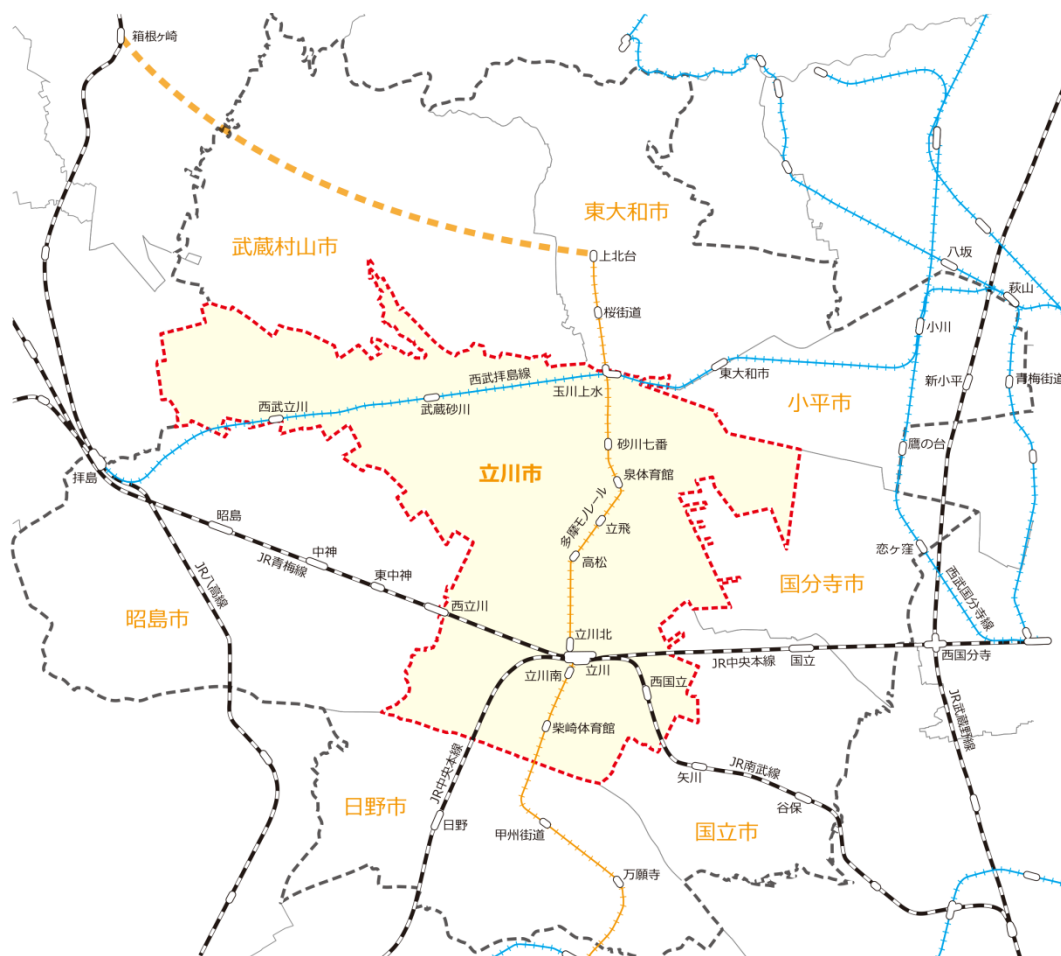 箱根ヶ崎
東大和市
武蔵村山市
上北台
八坂
萩山
桜街道
小川
西武拝島線
玉川上水
東大和市
新小平
青梅街道
小平市
西武立川
武蔵砂川
砂川七番
鷹の台
拝島
立川市
泉体育館
多摩モノレール
立飛
昭島
JR青梅線
中神
高松
恋ヶ窪
東中神
国分寺市
西武国分寺線
JR八高線
西立川
昭島市
立川北
立川
JR中央本線
国立
西国分寺
立川南
西国立
JR武蔵野線
柴崎体育館
JR中央本線
矢川
JR南武線
谷保
日野市
日野
甲州街道
国立市
万願寺